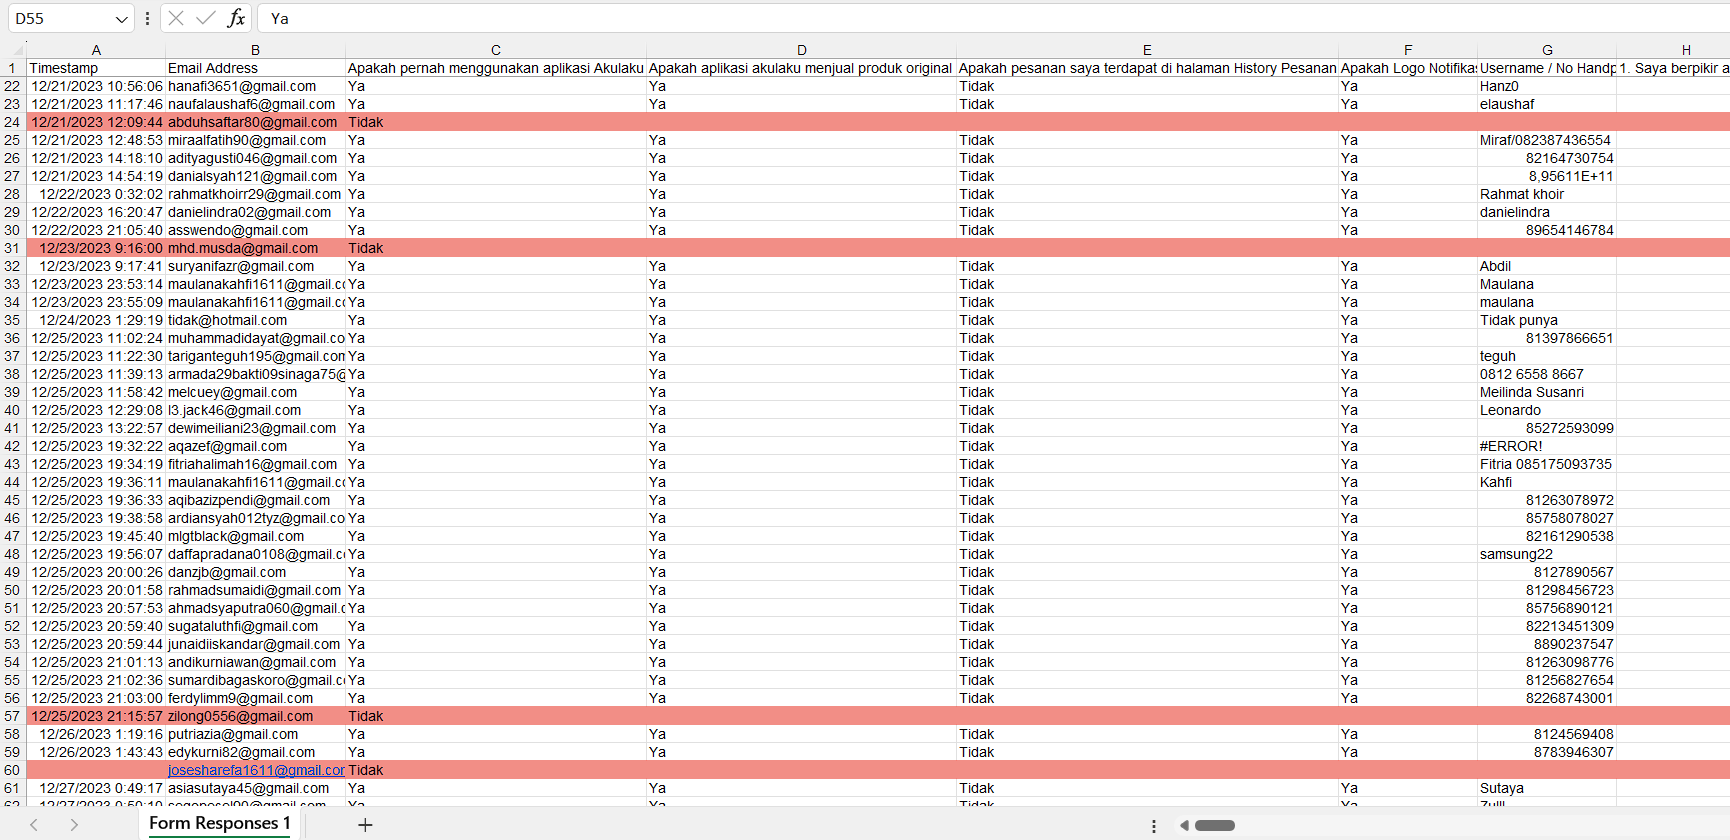 D55 fx Ya
A B C D E F G H
1 Timestamp Email Address Apakah pernah menggunakan aplikasi Akulaku Apakah aplikasi akulaku menjual produk original Apakah pesanan saya terdapat di halaman History Pesanan Apakah Logo Notifikas Username / No Handp 1. Saya berpikir a
22 12/21/2023 10:56:06 hanafi3651@gmail.com Ya Ya Tidak Ya Hanz0
23 12/21/2023 11:17:46 naufalaushaf6@gmail.com Ya Ya Tidak Ya elaushaf
24 12/21/2023 12:09:44 abduhsaftar80@gmail.com Tidak
25 12/21/2023 12:48:53 miraalfatih90@gmail.com Ya Ya Tidak Ya Miraf/082387436554
26 12/21/2023 14:18:10 adityagusti046@gmail.com Ya Ya Tidak Ya 82164730754
27 12/21/2023 14:54:19 danialsyah121@gmail.com Ya Ya Tidak Ya 8,95611E+11
28 12/22/2023 0:32:02 rahmatkhoirr29@gmail.com Ya Ya Tidak Ya Rahmat khoir
29 12/22/2023 16:20:47 danielindra02@gmail.com Ya Ya Tidak Ya danielindra
30 12/22/2023 21:05:40 asswendo@gmail.com Ya Ya Tidak Ya 89654146784
31 12/23/2023 9:16:00 mhd.musda@gmail.com Tidak
32 12/23/2023 9:17:41 suryanifazr@gmail.com Ya Ya Tidak Ya Abdil
33 12/23/2023 23:53:14 maulanakahfi1611@gmail.cc Ya Ya Tidak Ya Maulana
34 12/23/2023 23:55:09 maulanakahfi1611@gmail.cc Ya Ya Tidak Ya maulana
35 12/24/2023 1:29:19 tidak@hotmail.com Ya Ya Tidak Ya Tidak punya
36 12/25/2023 11:02:24 muhammadidayat@gmail.co Ya Ya Tidak Ya 81397866651
37 12/25/2023 11:22:30 tariganteguh195@gmail.com Ya Ya Tidak Ya teguh
38 12/25/2023 11:39:13 armada29bakti09sinaga75@ Ya Ya Tidak Ya 0812 6558 8667
39 12/25/2023 11:58:42 melcuey@gmail.com Ya Ya Tidak Ya Meilinda Susanri
40 12/25/2023 12:29:08 l3.jack46@gmail.com Ya Ya Tidak Ya Leonardo
41 12/25/2023 13:22:57 dewimeiliani23@gmail.com Ya Ya Tidak Ya 85272593099
42 12/25/2023 19:32:22 aqazef@gmail.com Ya Ya Tidak Ya #ERROR!
43 12/25/2023 19:34:19 fitriahalimah16@gmail.com Ya Ya Tidak Ya Fitria 085175093735
44 12/25/2023 19:36:11 maulanakahfi1611@gmail.cc Ya Ya Tidak Ya Kahfi
45 12/25/2023 19:36:33 aqibazizpendi@gmail.com Ya Ya Tidak Ya 81263078972
46 12/25/2023 19:38:58 ardiansyah012tyz@gmail.co Ya Ya Tidak Ya 85758078027
47 12/25/2023 19:45:40 mlgtblack@gmail.com Ya Ya Tidak Ya 82161290538
48 12/25/2023 19:56:07 daffapradana0108@gmail.c Ya Ya Tidak Ya samsung22
49 12/25/2023 20:00:26 danzjb@gmail.com Ya Ya Tidak Ya 8127890567
50 12/25/2023 20:01:58 rahmadsumaidi@gmail.com Ya Ya Tidak Ya 81298456723
51 12/25/2023 20:57:53 ahmadsyaputra060@gmail.c Ya Ya Tidak Ya 85756890121
52 12/25/2023 20:59:40 sugataluthfi@gmail.com Ya Ya Tidak Ya 82213451309
53 12/25/2023 20:59:44 junaidiiskandar@gmail.com Ya Ya Tidak Ya 8890237547
54 12/25/2023 21:01:13 andikurniawan@gmail.com Ya Ya Tidak Ya 81263098776
55 12/25/2023 21:02:36 sumardibagaskoro@gmail.c Ya Ya Tidak Ya 81256827654
56 12/25/2023 21:03:00 ferdylimm9@gmail.com Ya Ya Tidak Ya 82268743001
57 12/25/2023 21:15:57 zilong0556@gmail.com Tidak
58 12/26/2023 1:19:16 putriazia@gmail.com Ya Ya Tidak Ya 8124569408
59 12/26/2023 1:43:43 edykurni82@gmail.com Ya Ya Tidak Ya 8783946307
60 josesharefa1611@gmail.com Tidak
61 12/27/2023 0:49:17 asiasutaya45@gmail.com Ya Ya Tidak Ya Sutaya
62 12/27/2023 0:50:10 Ya Ya Tidak Ya
Form Responses 1